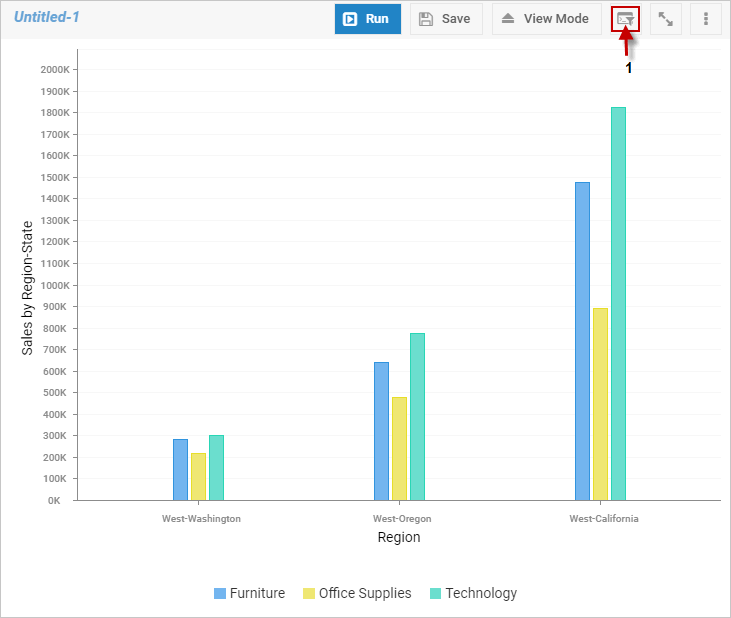 Untitled-1 Run Save View Mode
1
2000K
1900K
1800K
1700K
1600K
1500K
1400K
1300K
1200K
1100K
1000K
900K
800K
700K
600K
500K
400K
300K
200K
100K
0K
Sales by Region-State
West-Washington West-Oregon West-California
Region
Furniture Office Supplies Technology